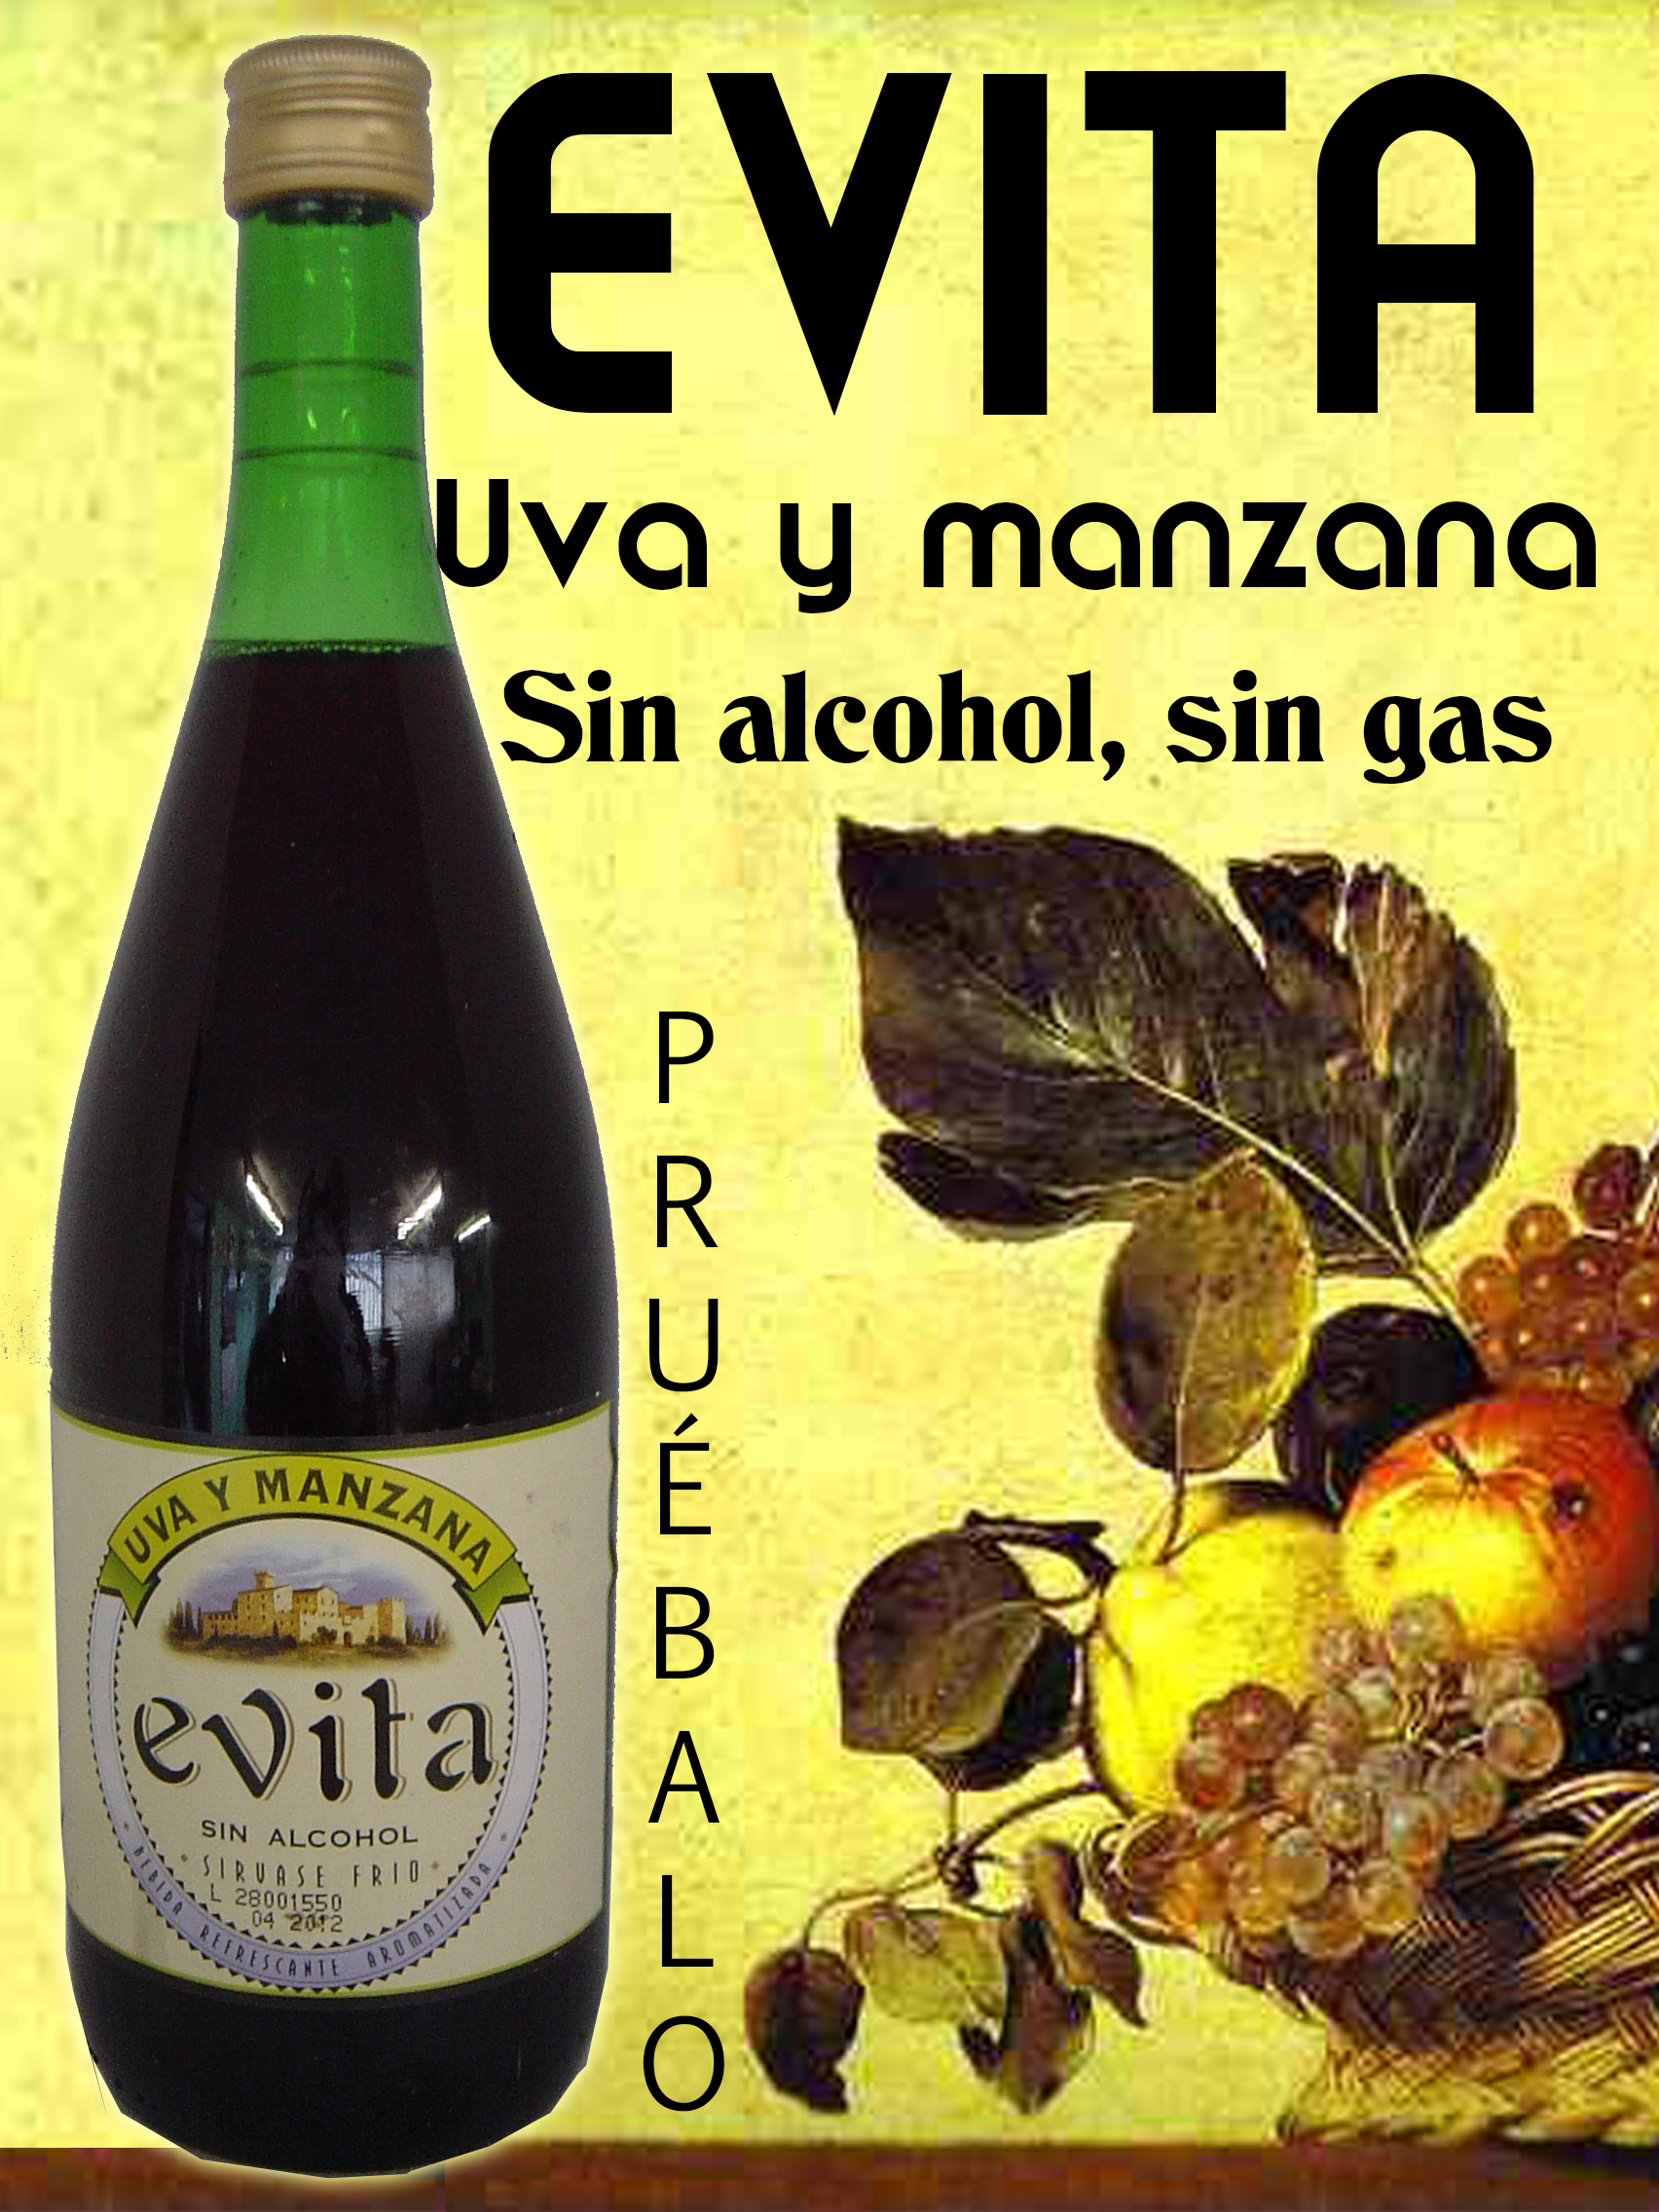 EVITA
Uva y manzana
Sin alcohol, sin gas
PRUÉBALO
UVA Y MANZANA
evita
SIN ALCOHOL
SIRVASE FRIO
L 28001550
04 2012
BEBIDA REFRESCANTE AROMATIZADA